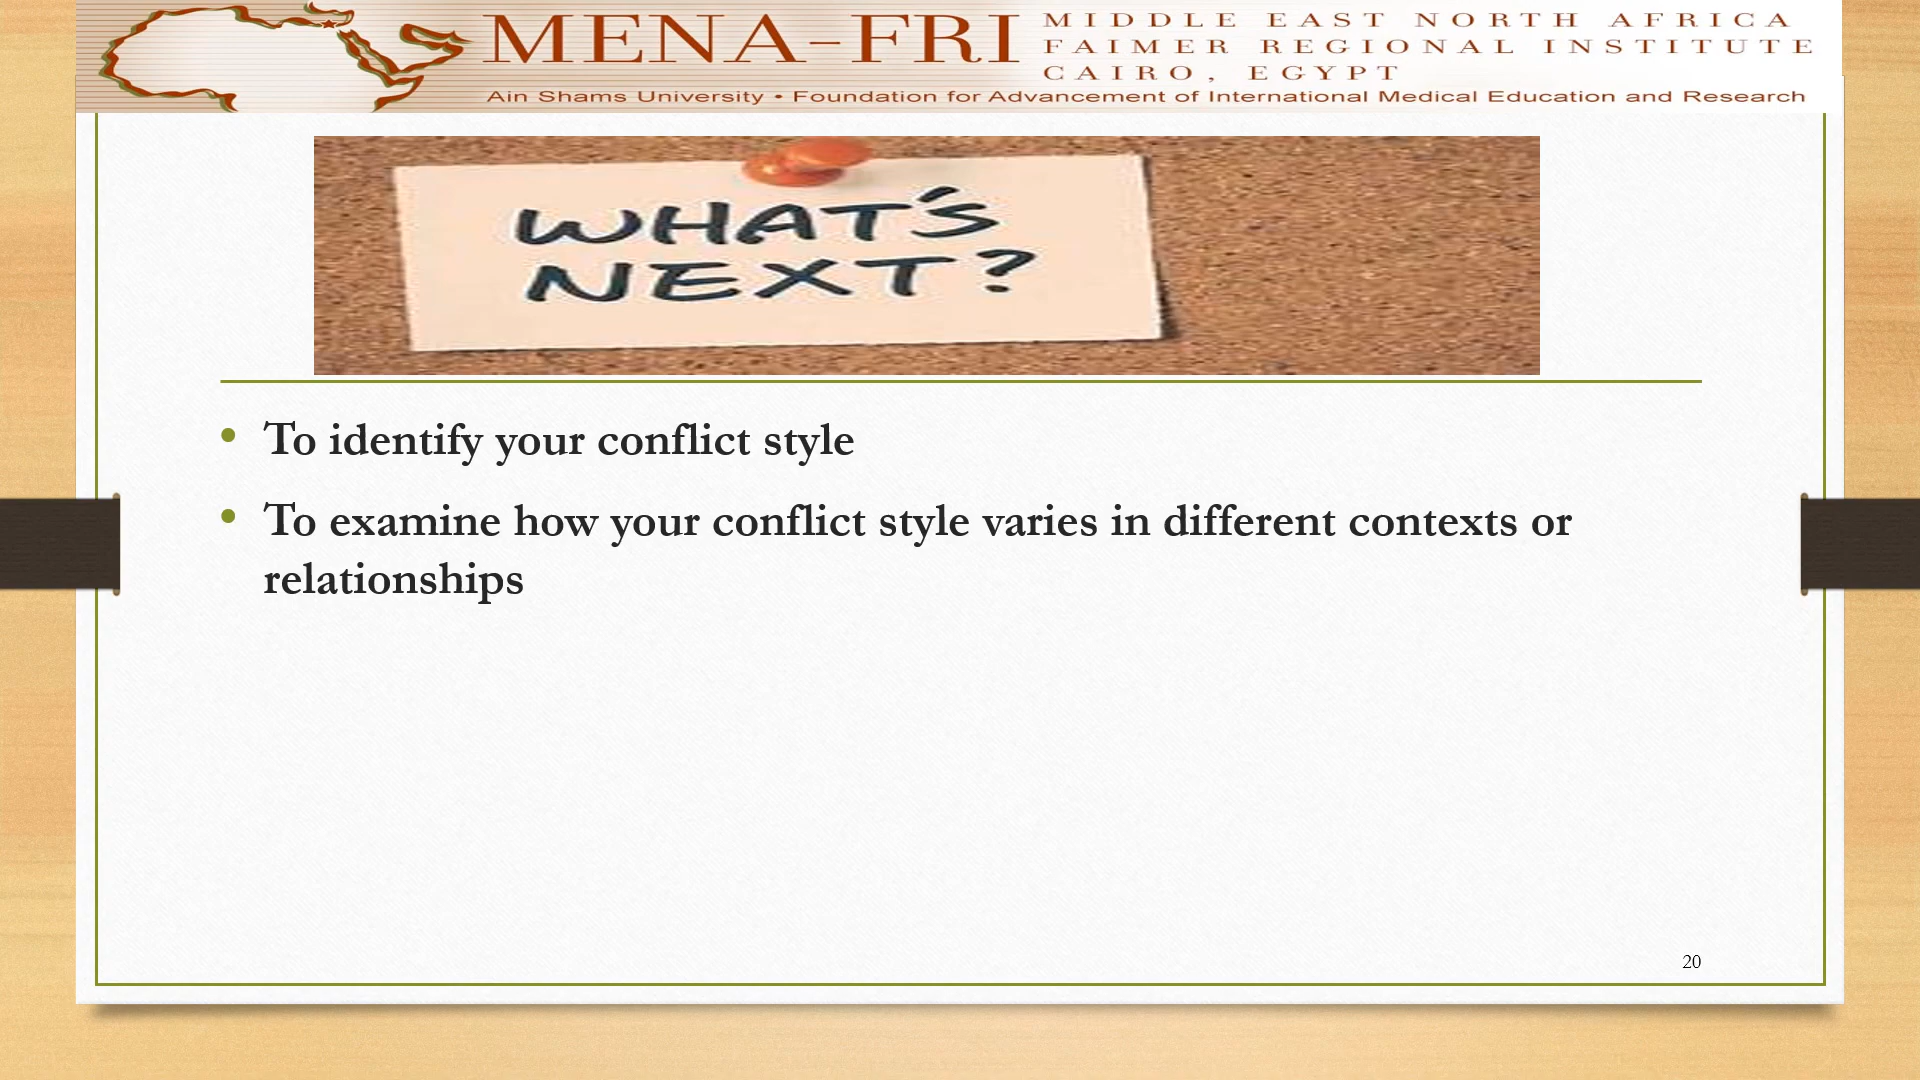 MENA-FRI
MIDDLE EAST NORTH AFRICA
FAIMER REGIONAL INSTITUTE
CAIRO, EGYPT
Ain Shams University • Foundation for Advancement of International Medical Education and Research
WHAT'S
NEXT?
• To identify your conflict style
• To examine how your conflict style varies in different contexts or
relationships
20